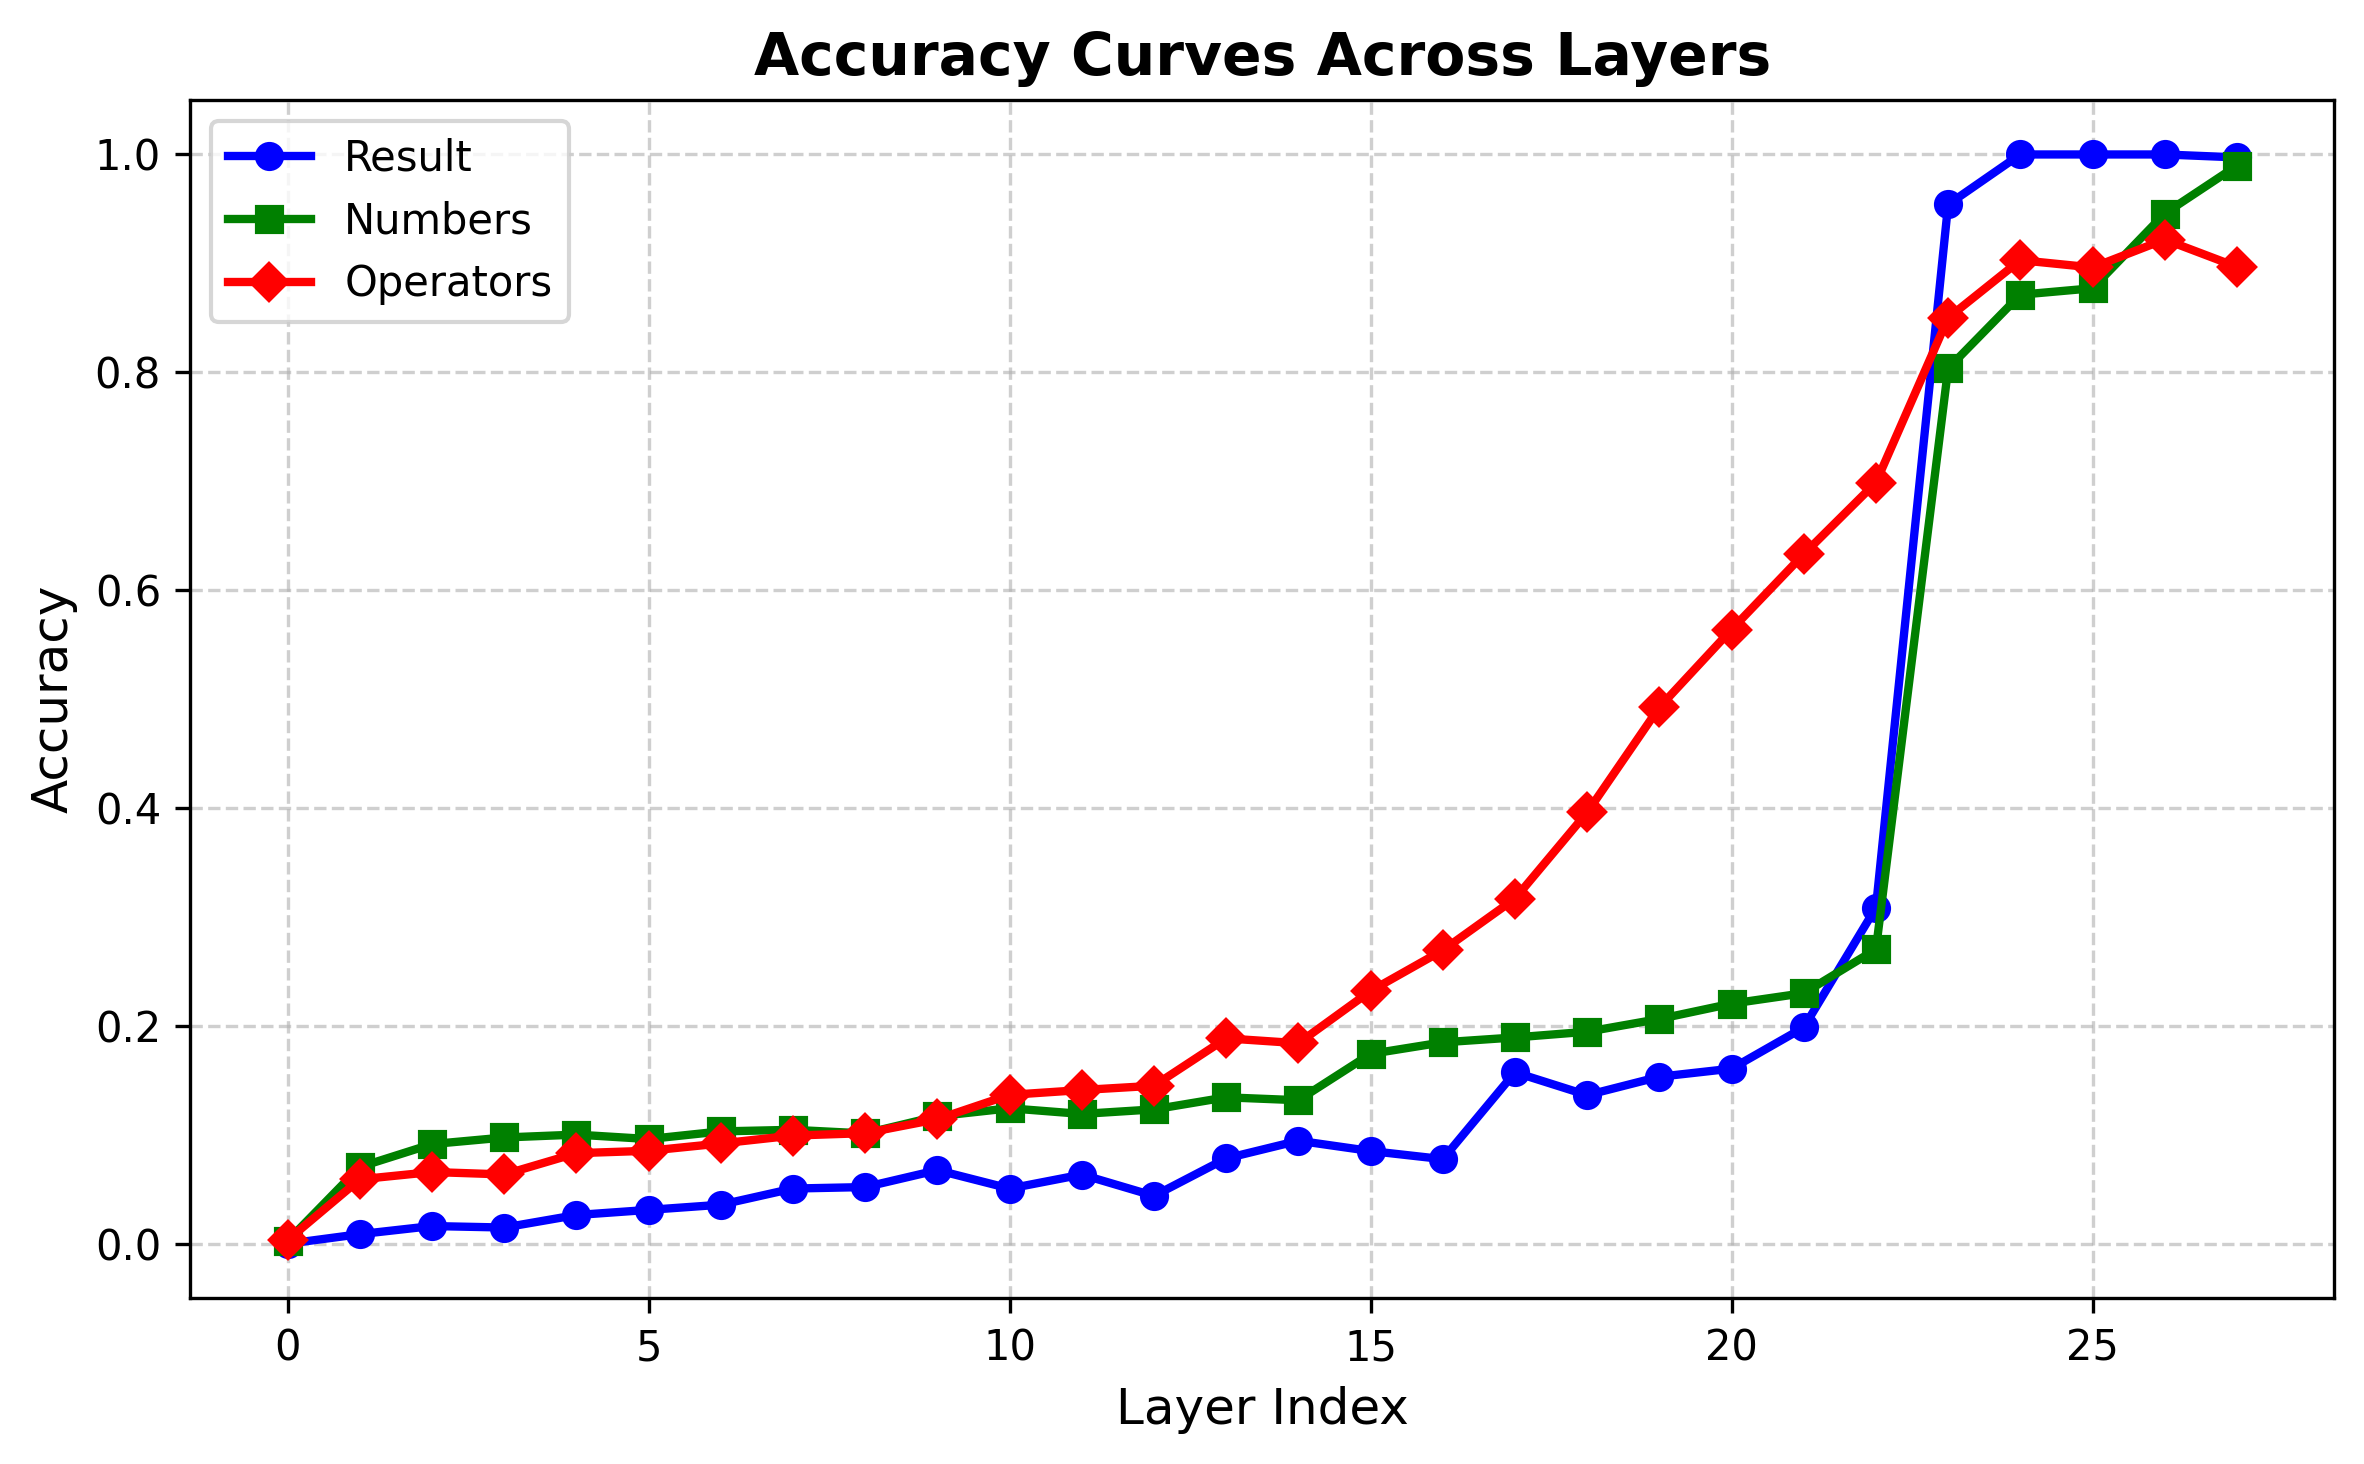 Accuracy Curves Across Layers
Result
Numbers
Operators
1.0
0.8
0.6
0.4
0.2
0.0
Accuracy
0 5 10 15 20 25
Layer Index